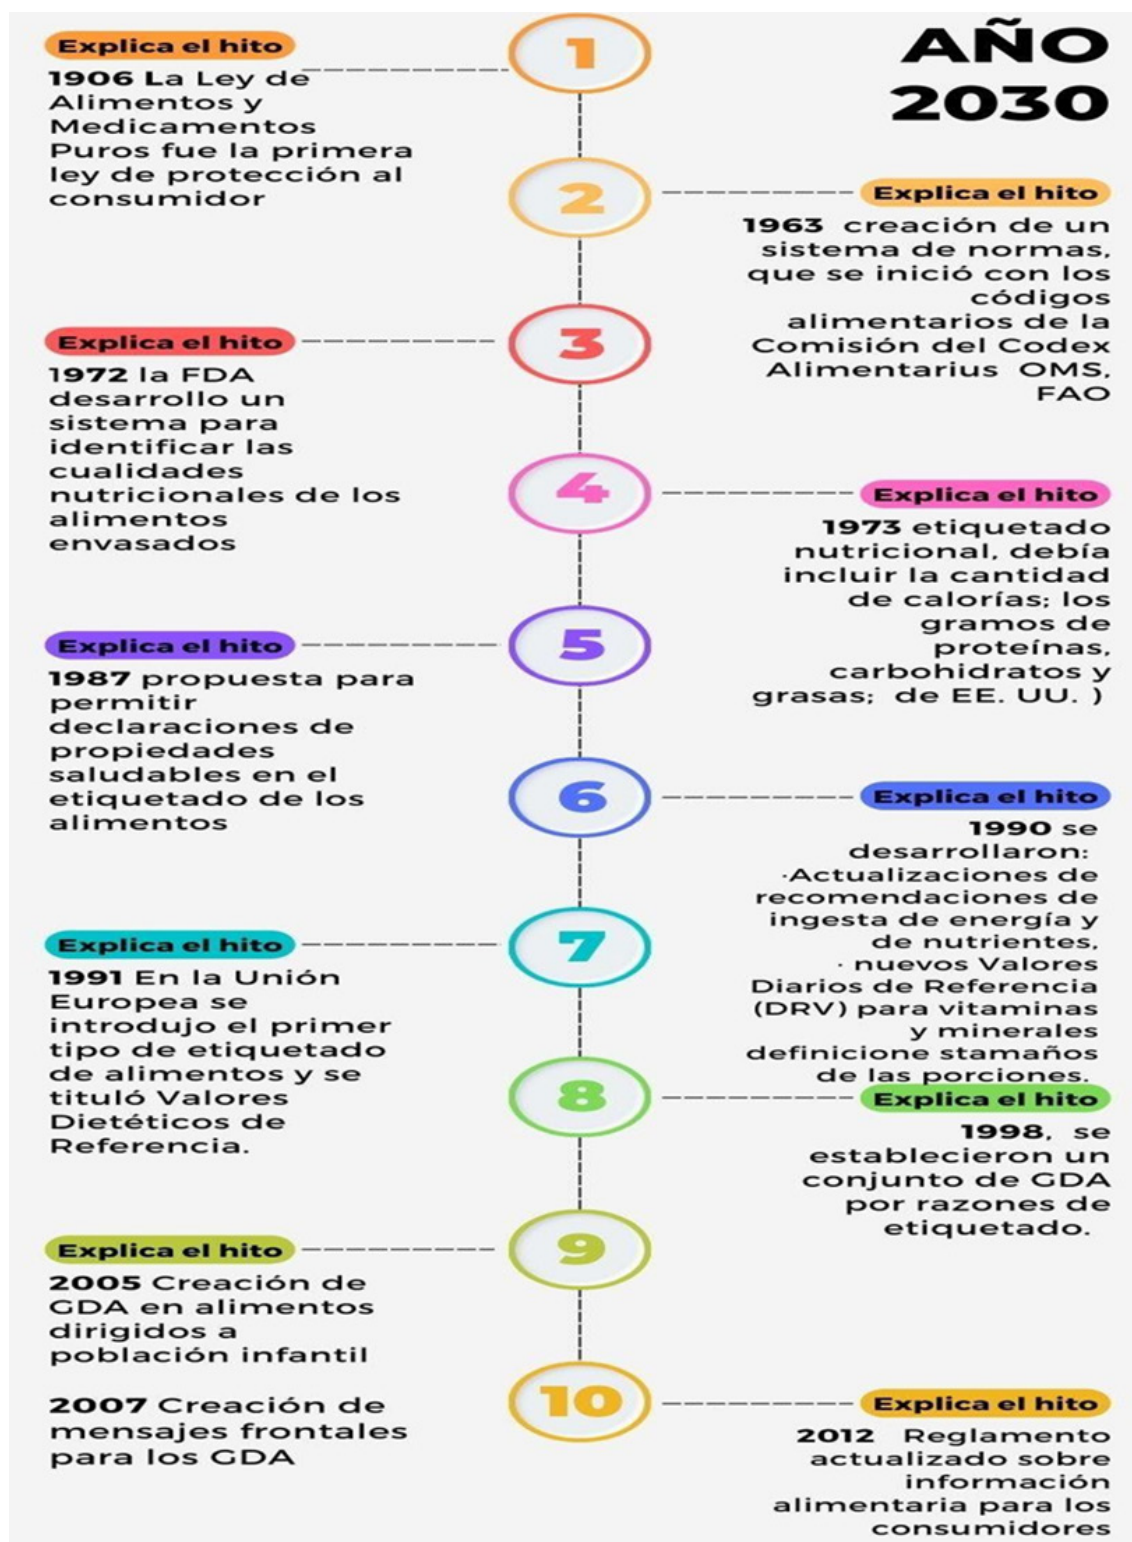 AÑO
2030
1
Explica el hito
1906 La Ley de
Alimentos y
Medicamentos
Puros fue la primera
ley de protección al
consumidor
2
Explica el hito
1963 creación de un
sistema de normas,
que se inició con los
códigos
alimentarios de la
Comisión del Codex
Alimentarius OMS,
FAO
3
Explica el hito
1972 la FDA
desarrollo un
sistema para
identificar las
cualidades
nutricionales de los
alimentos
envasados
4
Explica el hito
1973 etiquetado
nutricional, debía
incluir la cantidad
de calorías; los
gramos de
proteínas,
carbohidratos y
grasas; de EE. UU. )
5
Explica el hito
1987 propuesta para
permitir
declaraciones de
propiedades
saludables en el
etiquetado de los
alimentos
6
Explica el hito
1990 se
desarrollaron:
·Actualizaciones de
recomendaciones de
ingesta de energía y
de nutrientes,
· nuevos Valores
Diarios de Referencia
(DRV) para vitaminas
y minerales
definicione stamaños
de las porciones.
7
Explica el hito
1991 En la Unión
Europea se
introdujo el primer
tipo de etiquetado
de alimentos y se
tituló Valores
Dietéticos de
Referencia.
8
Explica el hito
1998, se
establecieron un
conjunto de GDA
por razones de
etiquetado.
9
Explica el hito
2005 Creación de
GDA en alimentos
dirigidos a
población infantil
2007 Creación de
mensajes frontales
para los GDA
10
Explica el hito
2012 Reglamento
actualizado sobre
información
alimentaria para los
consumidores